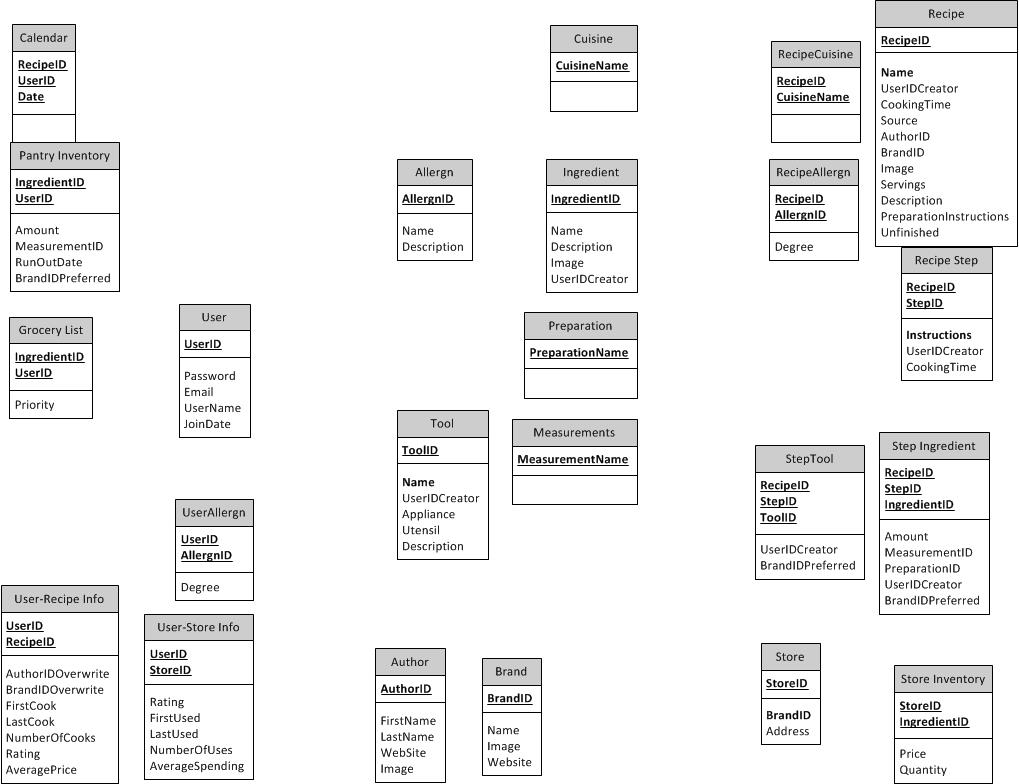 Calendar
RecipeID
UserID
Date
Pantry Inventory
IngredientID
UserID
Amount
MeasurementID
RunOutDate
BrandIDPreferred
Grocery List
IngredientID
UserID
Priority
User
UserID
Password
Email
UserName
JoinDate
UserAllergn
UserID
AllergnID
Degree
User-Recipe Info
UserID
RecipeID
AuthorIDOverwrite
BrandIDOverwrite
FirstCook
LastCook
NumberOfCooks
Rating
AveragePrice
User-Store Info
UserID
StoreID
Rating
FirstUsed
LastUsed
NumberOfUses
AverageSpending
Cuisine
CuisineName
Allergn
AllergnID
Name
Description
Ingredient
IngredientID
Name
Description
Image
UserIDCreator
Preparation
PreparationName
Tool
ToolID
Name
UserIDCreator
Appliance
Utensil
Description
Measurements
MeasurementName
Author
AuthorID
FirstName
LastName
WebSite
Image
Brand
BrandID
Name
Image
Website
RecipeCuisine
RecipeID
CuisineName
Recipe
RecipeID
Name
UserIDCreator
CookingTime
Source
AuthorID
BrandID
Image
Servings
Description
PreparationInstructions
Unfinished
RecipeAllergn
RecipeID
AllergnID
Degree
Recipe Step
RecipeID
StepID
Instructions
UserIDCreator
CookingTime
StepTool
RecipeID
StepID
ToolID
UserIDCreator
BrandIDPreferred
Step Ingredient
RecipeID
StepID
IngredientID
Amount
MeasurementID
PreparationID
UserIDCreator
BrandIDPreferred
Store
StoreID
BrandID
Address
Store Inventory
StoreID
IngredientID
Price
Quantity